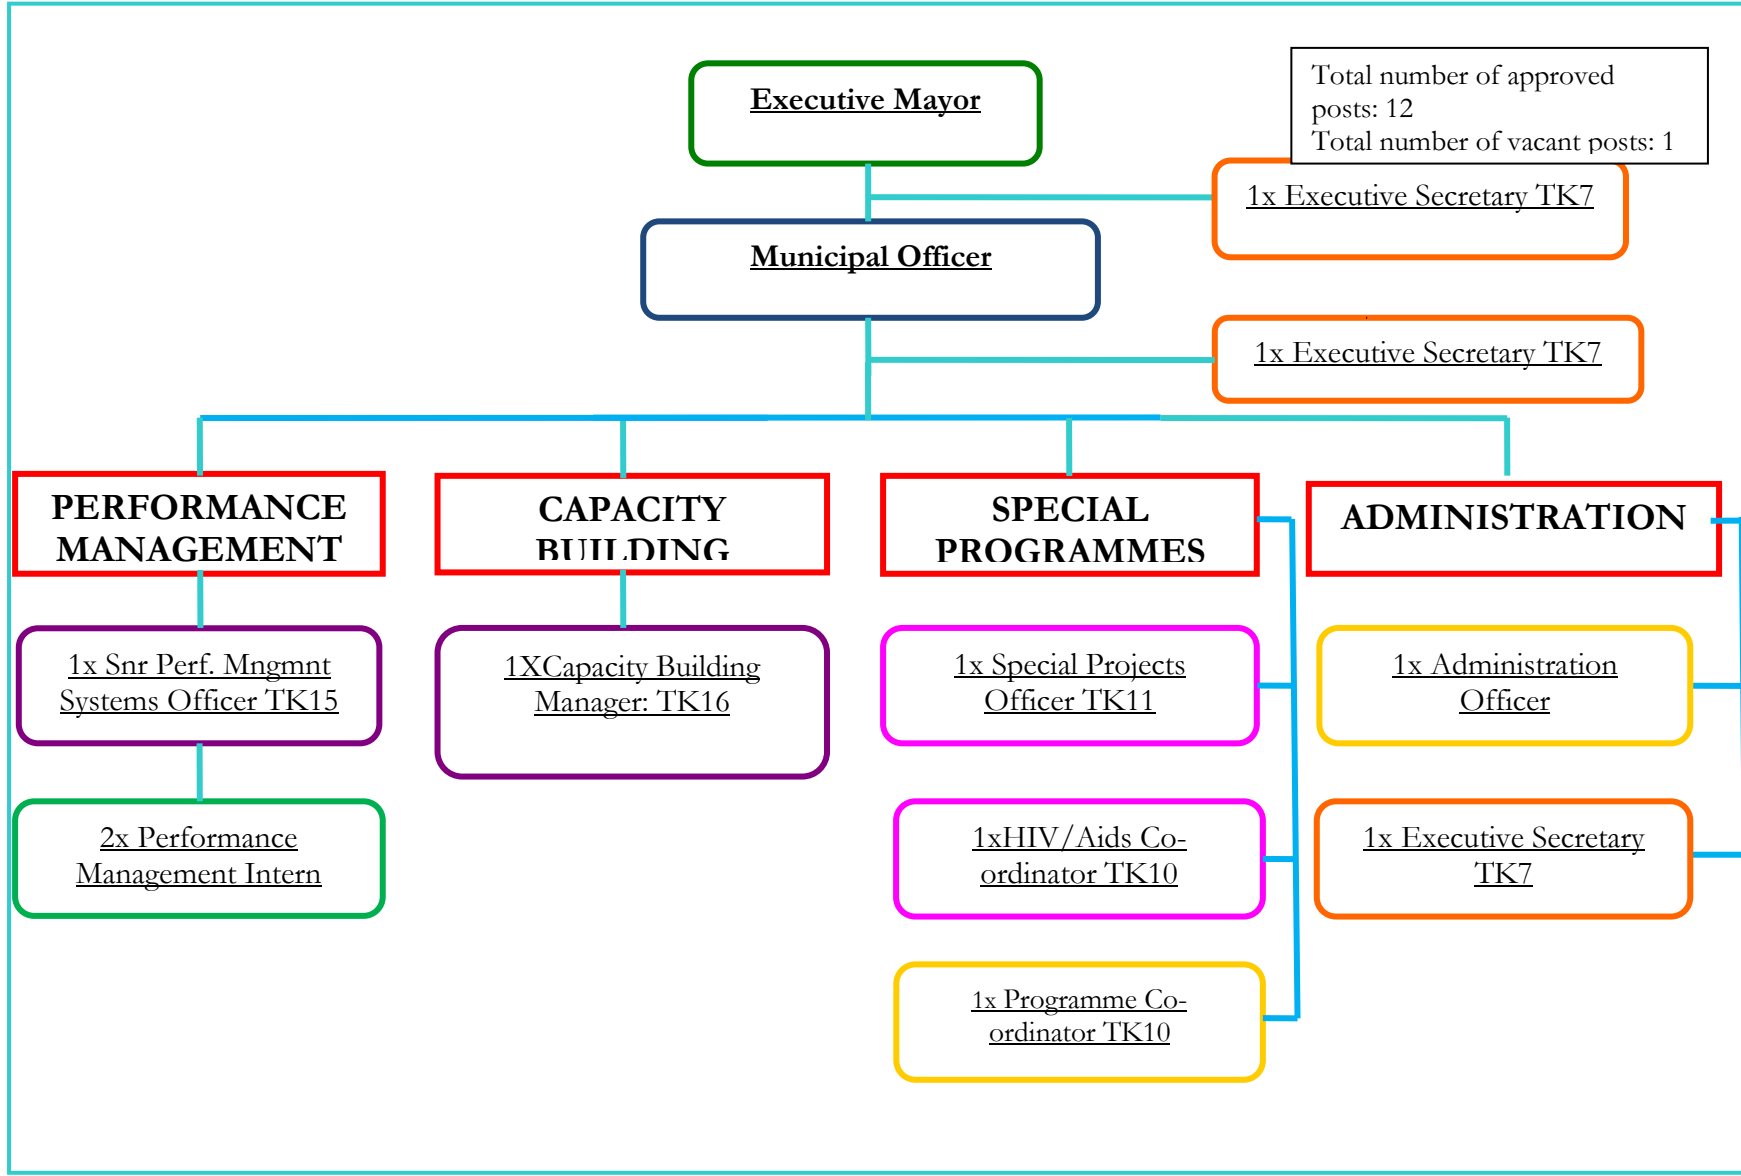 Executive Mayor
Total number of approved
posts: 12
Total number of vacant posts: 1
1x Executive Secretary TK7
Municipal Officer
1x Executive Secretary TK7
PERFORMANCE
MANAGEMENT
CAPACITY
BUILDING
SPECIAL
PROGRAMMES
ADMINISTRATION
1x Snr Perf. Mngmnt
Systems Officer TK15
1XCapacity Building
Manager: TK16
1x Special Projects
Officer TK11
1x Administration
Officer
2x Performance
Management Intern
1xHIV/Aids Co-
ordinator TK10
1x Executive Secretary
TK7
1x Programme Co-
ordinator TK10